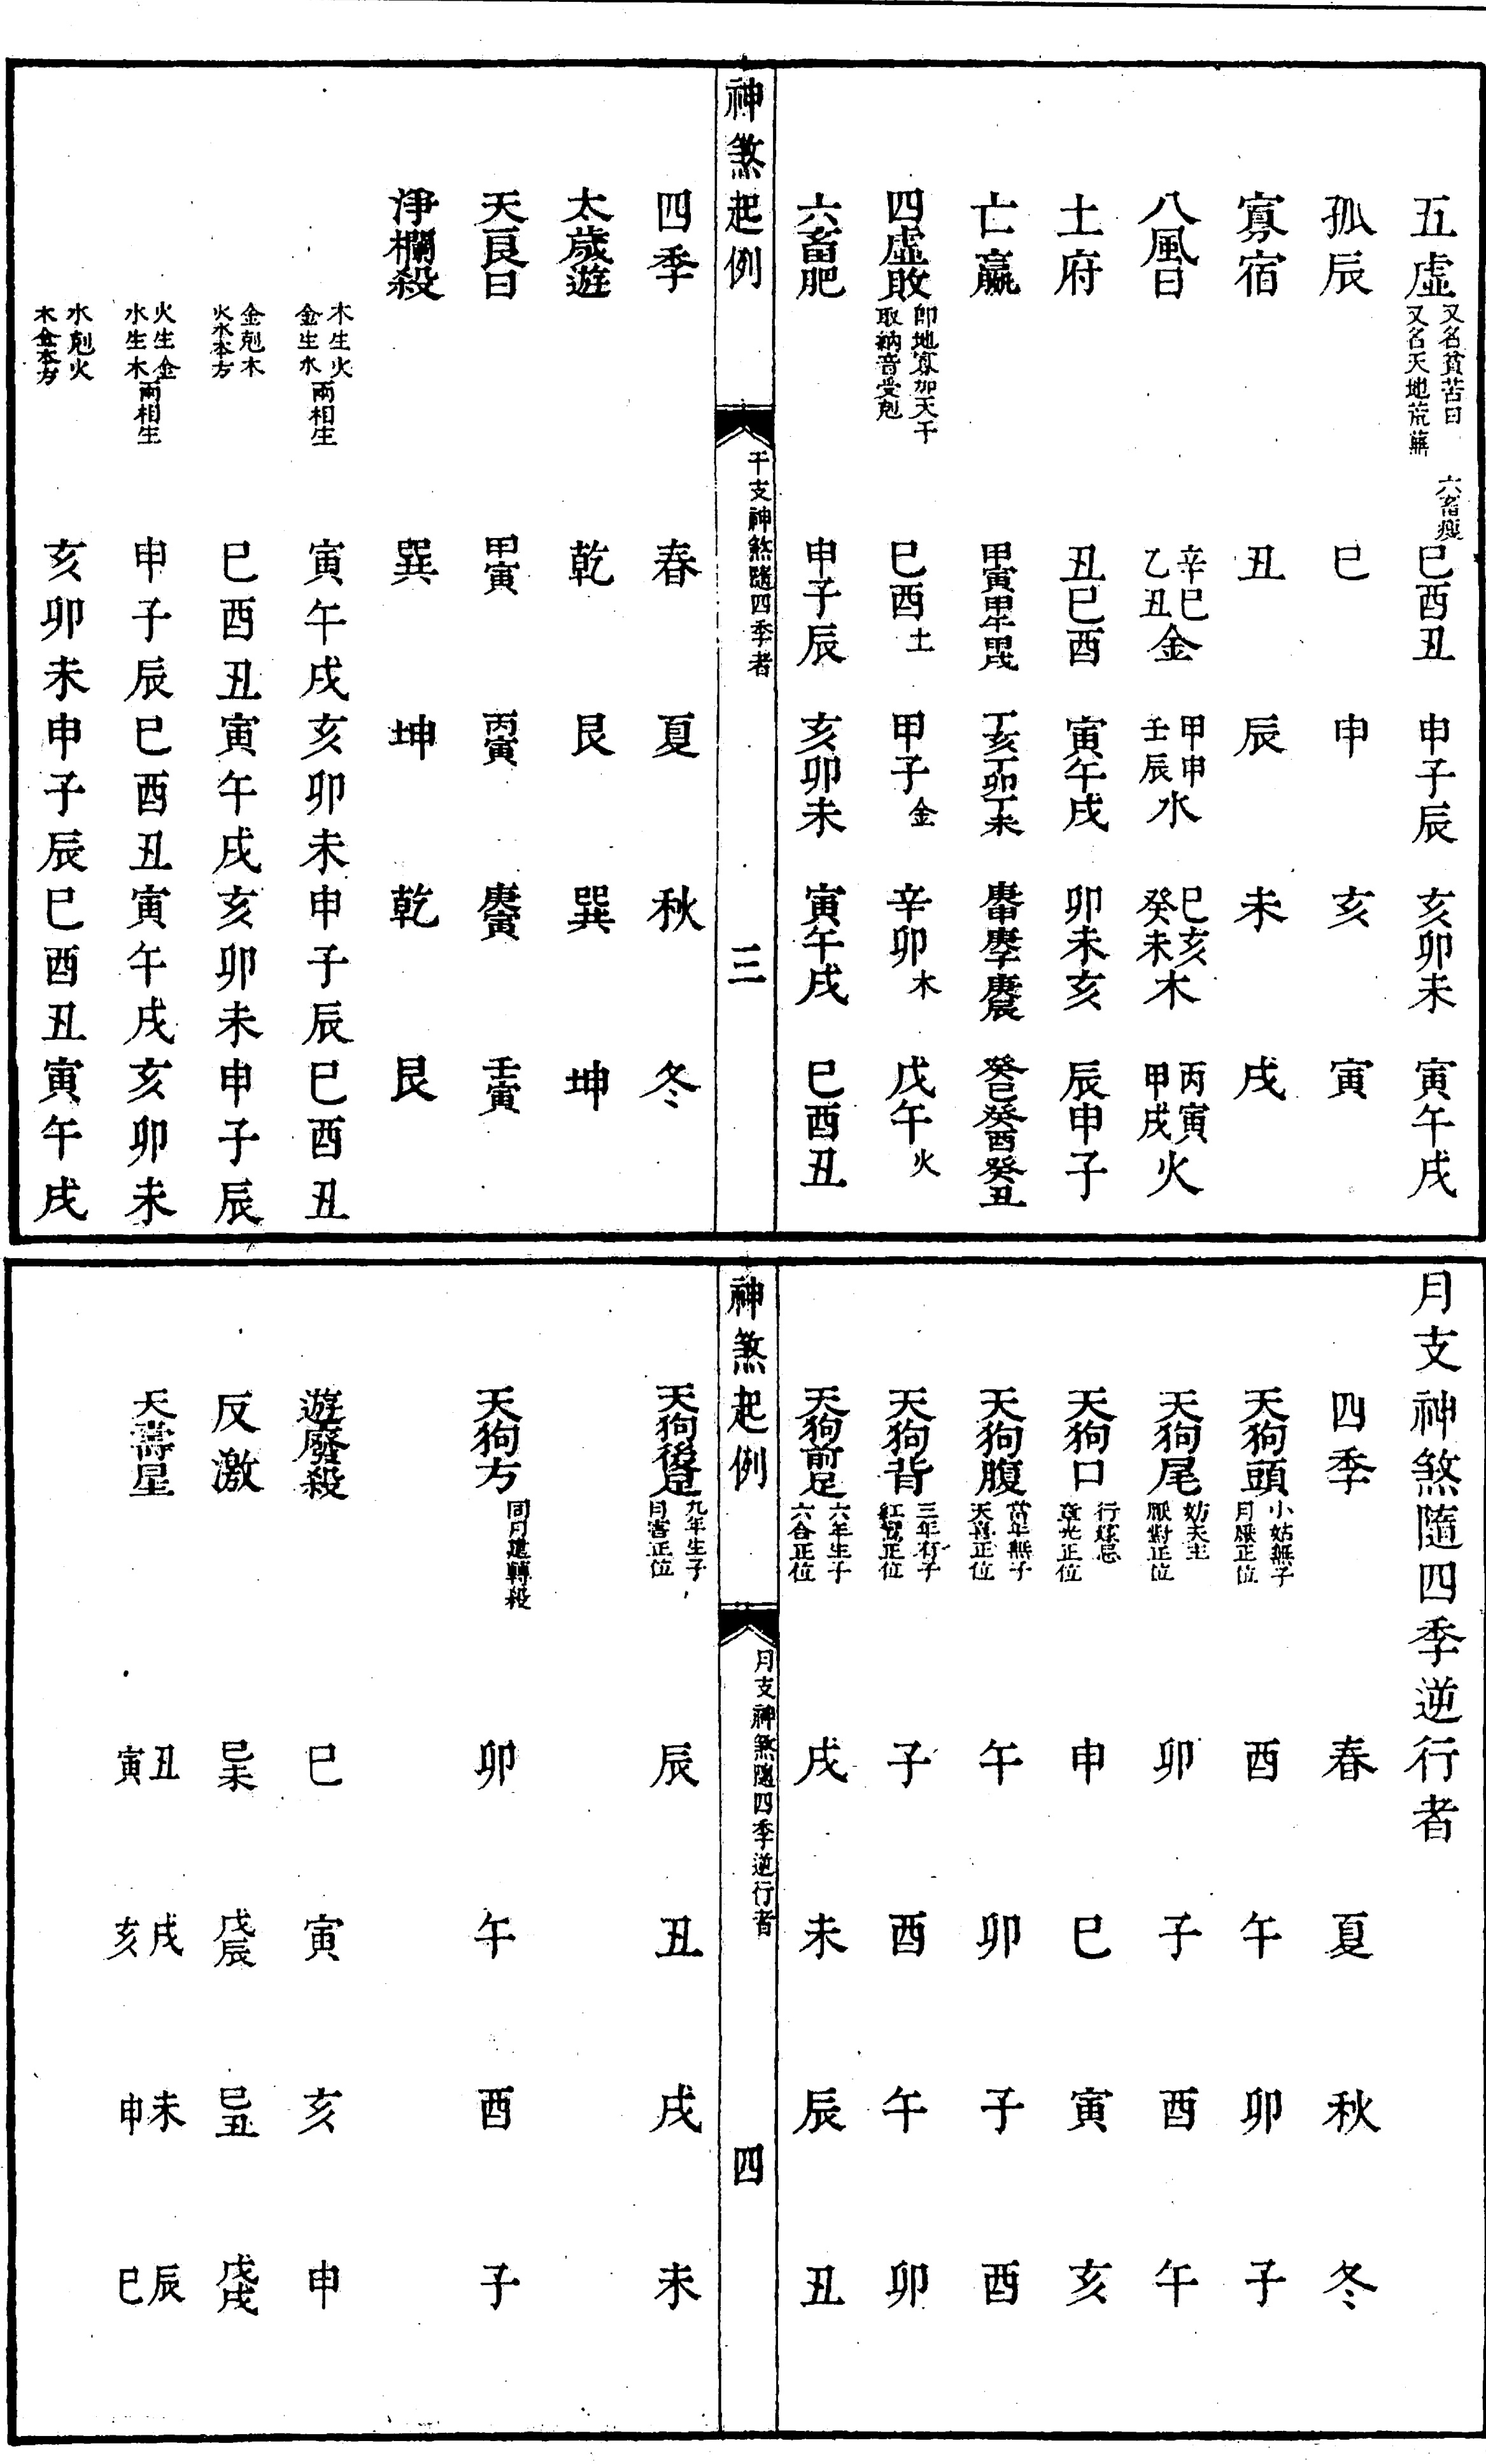 五虛 又名貧苦日 又名天地荒蕪 六畜瘦 巳酉丑 申子辰 亥卯未 寅午戌
孤辰 巳 申 亥 寅
寡宿 丑 辰 未 戌
八風日 辛巳乙丑金 甲申壬辰水 巳亥癸未木 丙寅甲戌火
土府 丑巳酉 寅午戌 卯未亥 辰申子
亡贏 甲寅甲午甲戌 丁亥丁卯丁未 庚申庚子庚辰 癸巳癸酉癸丑
四虛敗 即地寡加天干 取納音受剋 巳酉土 甲子金 辛卯木 戊午火
六畜肥 申子辰 亥卯未 寅午戌 巳酉丑
神煞起例 干支神煞隨四季者 三
四季 春 夏 秋 冬
太歲遊 乾 艮 巽 坤
天良日 甲寅 丙寅 庚寅 壬寅
淨欄殺 巽 坤 乾 艮
木生火 金生水 兩相生 寅午戌 亥卯未 申子辰 巳酉丑
金剋木 火水本方 巳酉丑 寅午戌 亥卯未 申子辰
火生金 水生木 兩相生 申子辰 巳酉丑 寅午戌 亥卯未
水剋火 木金本方 亥卯未 申子辰 巳酉丑 寅午戌
月支神煞隨四季逆行者
四季 春 夏 秋 冬
天狗頭 小姑無子 月厭正位 酉 午 卯 子
天狗尾 妨夫主 厭對正位 卯 子 酉 午
天狗口 行嫁忌 章光正位 申 巳 寅 亥
天狗腹 當年無子 天喜正位 午 卯 子 酉
天狗背 三年有子 紅鸞正位 子 酉 午 卯
天狗前足 六年生子 六合正位 戌 未 辰 丑
神煞起例 月支神煞隨四季逆行者 四
天狗後足 九年生子 月害正位 辰 丑 戌 未
天狗方 同月建轉殺 卯 午 酉 子
遊廢殺 巳 寅 亥 申
反激 己未 戊辰 己丑 戊戌
天壽星 丑寅 戌亥 未申 辰巳